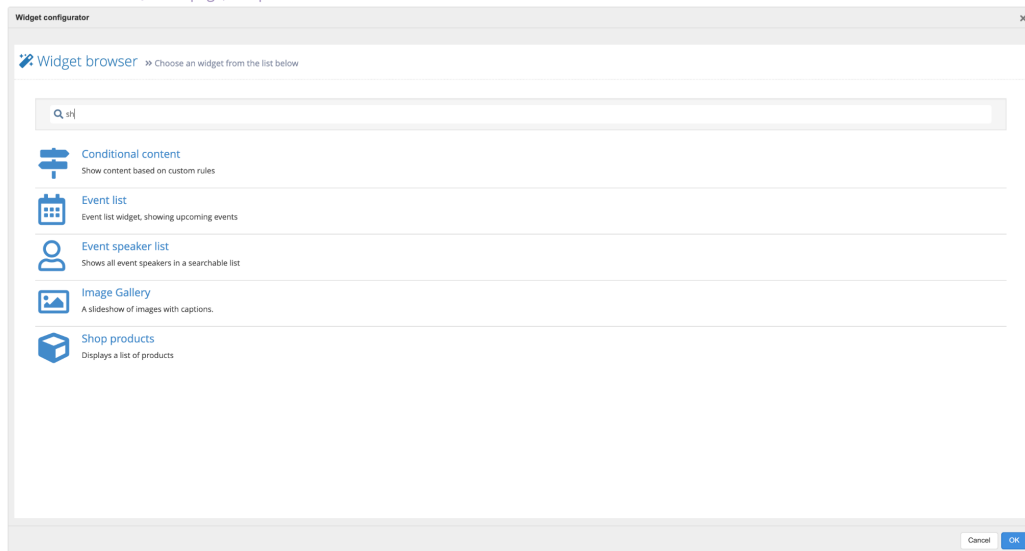 Widget configurator
Widget browser » Choose an widget from the list below
sh
Conditional content
Show content based on custom rules
Event list
Event list widget, showing upcoming events
Event speaker list
Shows all event speakers in a searchable list
Image Gallery
A slideshow of images with captions.
Shop products
Displays a list of products
Cancel OK